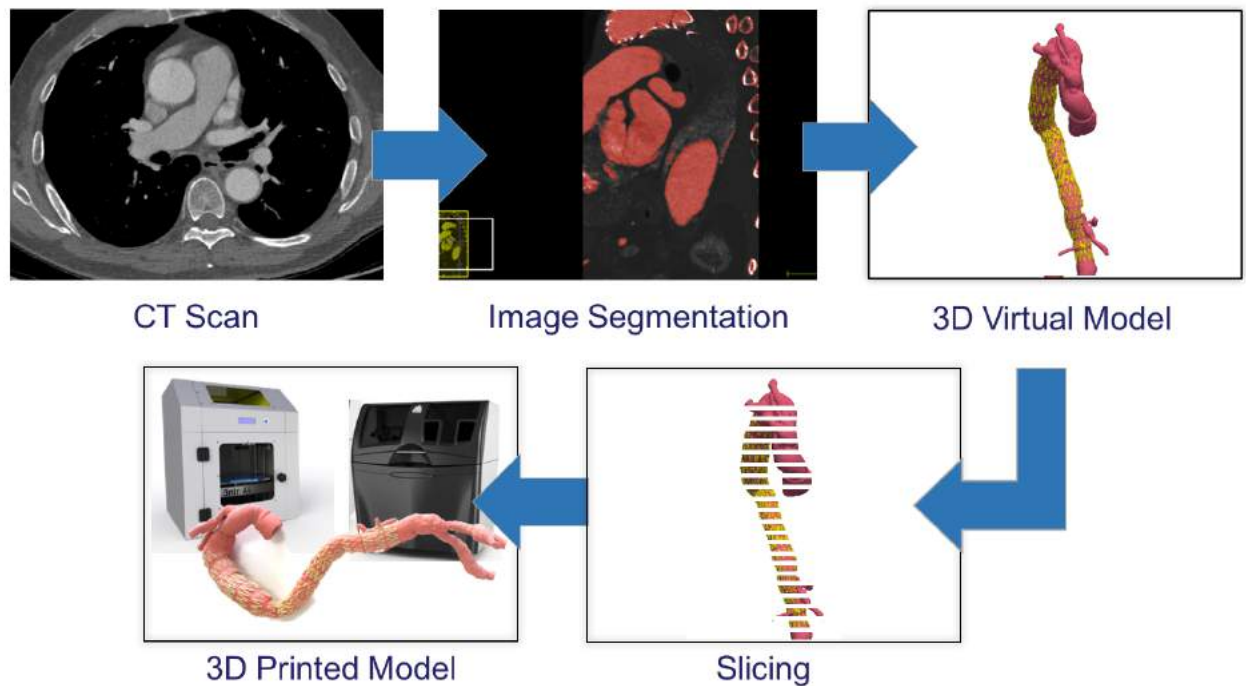 CT Scan
Image Segmentation
3D Virtual Model
3D Printed Model
Slicing